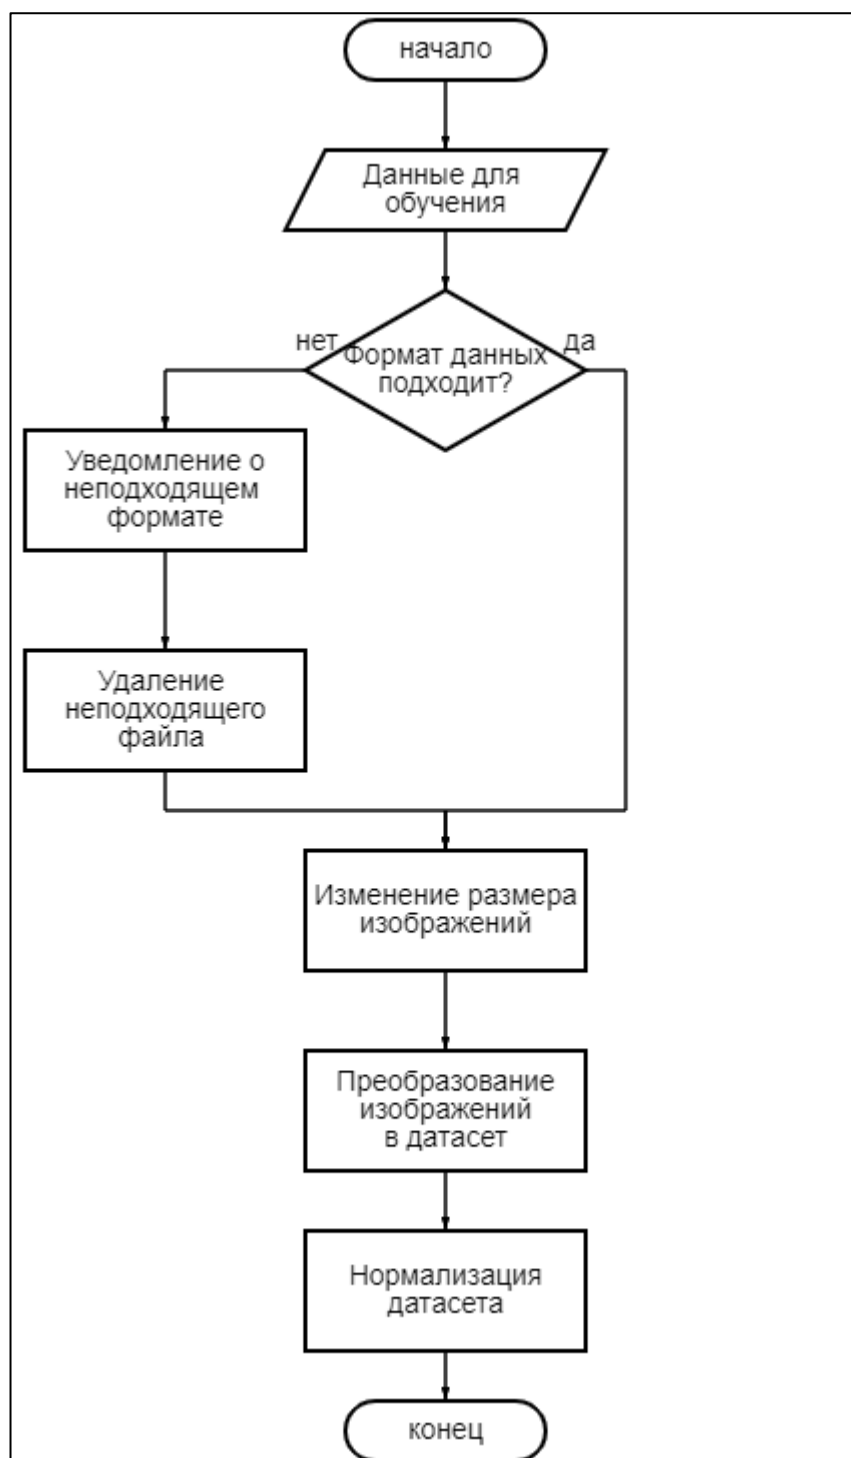 начало
Данные для
обучения
нет
да
Формат данных
подходит?
Уведомление о
неподходящем
формате
Удаление
неподходящего
файла
Изменение размера
изображений
Преобразование
изображений
в датасет
Нормализация
датасета
конец